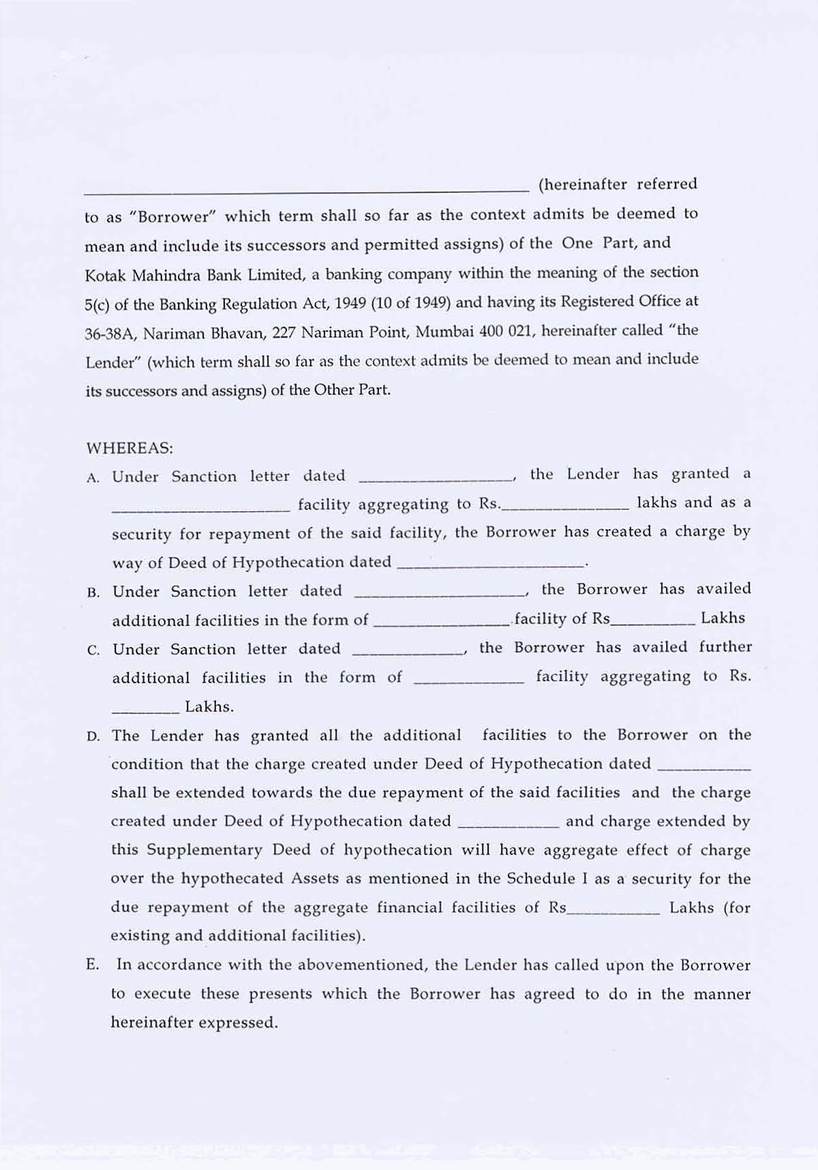 ______________________________ (hereinafter referred
to as "Borrower" which term shall so far as the context admits be deemed to
mean and include its successors and permitted assigns) of the One Part, and
Kotak Mahindra Bank Limited, a banking company within the meaning of the section
5(c) of the Banking Regulation Act, 1949 (10 of 1949) and having its Registered Office at
36-38A, Nariman Bhavan, 227 Nariman Point, Mumbai 400 021, hereinafter called "the
Lender" (which term shall so far as the context admits be deemed to mean and include
its successors and assigns) of the Other Part.
WHEREAS:
A. Under Sanction letter dated ________________, the Lender has granted a
__________________ facility aggregating to Rs._____________ lakhs and as a
security for repayment of the said facility, the Borrower has created a charge by
way of Deed of Hypothecation dated ___________________.
B. Under Sanction letter dated _________________, the Borrower has availed
additional facilities in the form of ______________ facility of Rs_________ Lakhs
C. Under Sanction letter dated ___________, the Borrower has availed further
additional facilities in the form of ___________ facility aggregating to Rs.
_______ Lakhs.
D. The Lender has granted all the additional facilities to the Borrower on the
condition that the charge created under Deed of Hypothecation dated __________
shall be extended towards the due repayment of the said facilities and the charge
created under Deed of Hypothecation dated ___________ and charge extended by
this Supplementary Deed of hypothecation will have aggregate effect of charge
over the hypothecated Assets as mentioned in the Schedule I as a security for the
due repayment of the aggregate financial facilities of Rs__________ Lakhs (for
existing and additional facilities).
E. In accordance with the abovementioned, the Lender has called upon the Borrower
to execute these presents which the Borrower has agreed to do in the manner
hereinafter expressed.